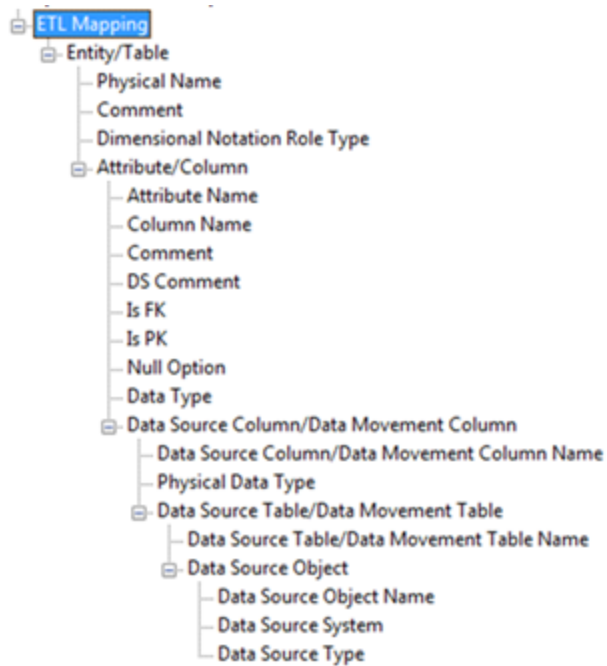 ETL Mapping
Entity/Table
Physical Name
Comment
Dimensional Notation Role Type
Attribute/Column
Attribute Name
Column Name
Comment
DS Comment
Is FK
Is PK
Null Option
Data Type
Data Source Column/Data Movement Column
Data Source Column/Data Movement Column Name
Physical Data Type
Data Source Table/Data Movement Table
Data Source Table/Data Movement Table Name
Data Source Object
Data Source Object Name
Data Source System
Data Source Type